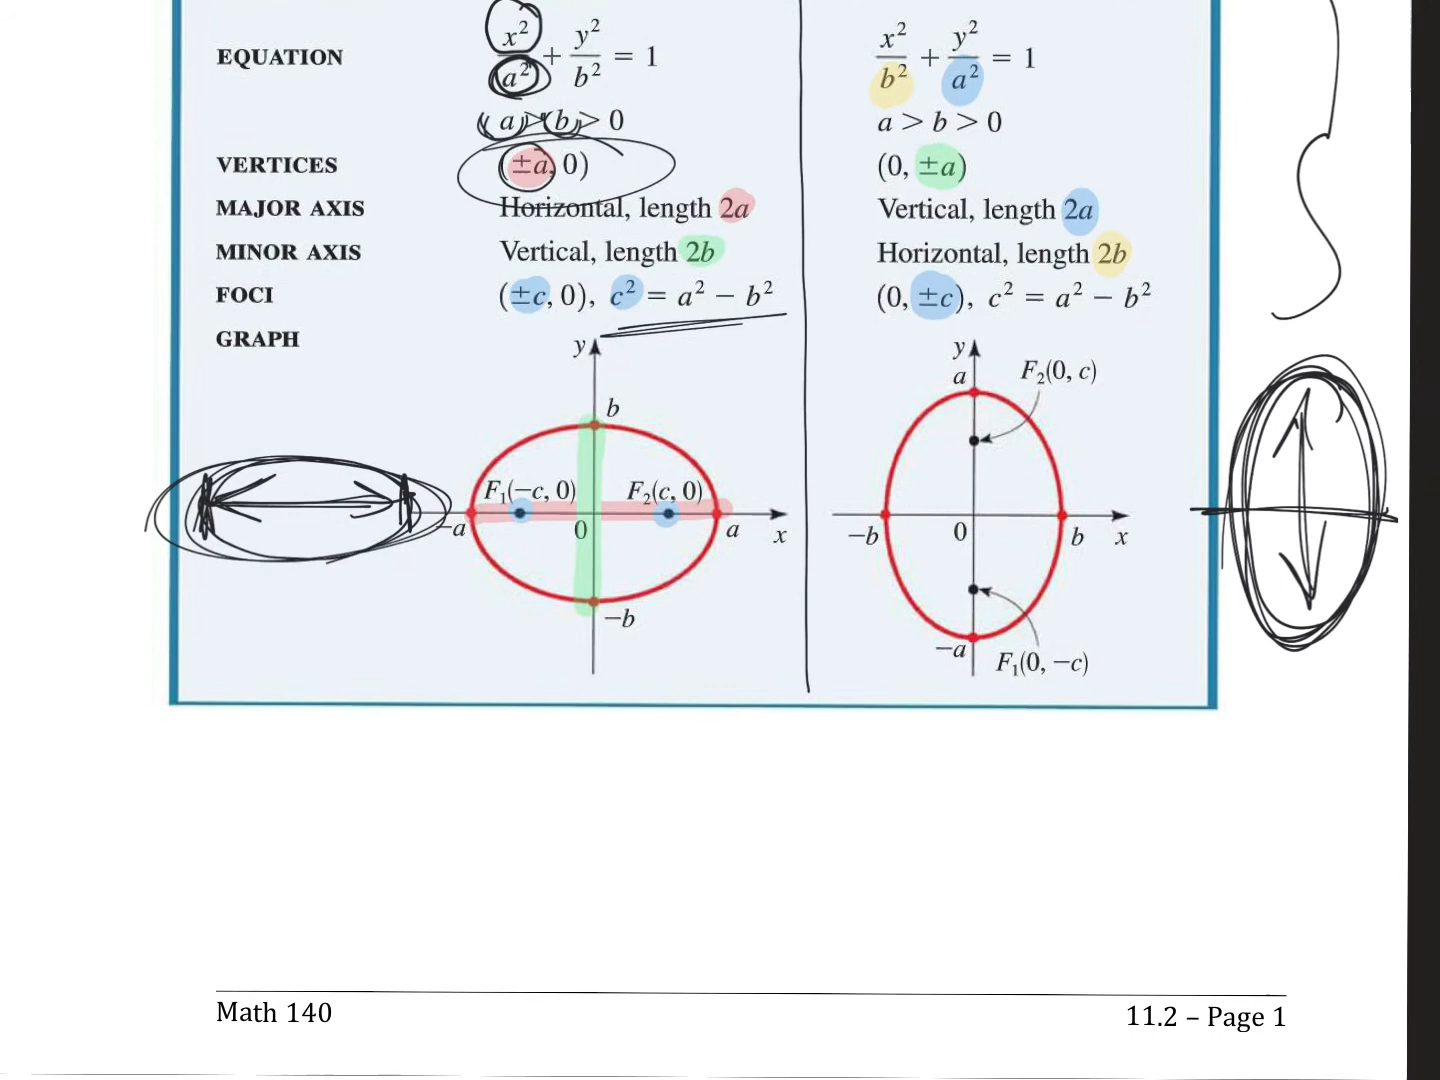 EQUATION x²/a² + y²/b² = 1 x²/b² + y²/a² = 1
a > b > 0 a > b > 0
VERTICES (±a, 0) (0, ±a)
MAJOR AXIS Horizontal, length 2a Vertical, length 2a
MINOR AXIS Vertical, length 2b Horizontal, length 2b
FOCI (±c, 0), c² = a² − b² (0, ±c), c² = a² − b²
GRAPH
y
b
F₁(−c, 0) F₂(c, 0)
−a 0 a x
−b
y
a F₂(0, c)
−b 0 b x
−a F₁(0, −c)
Math 140 11.2 – Page 1